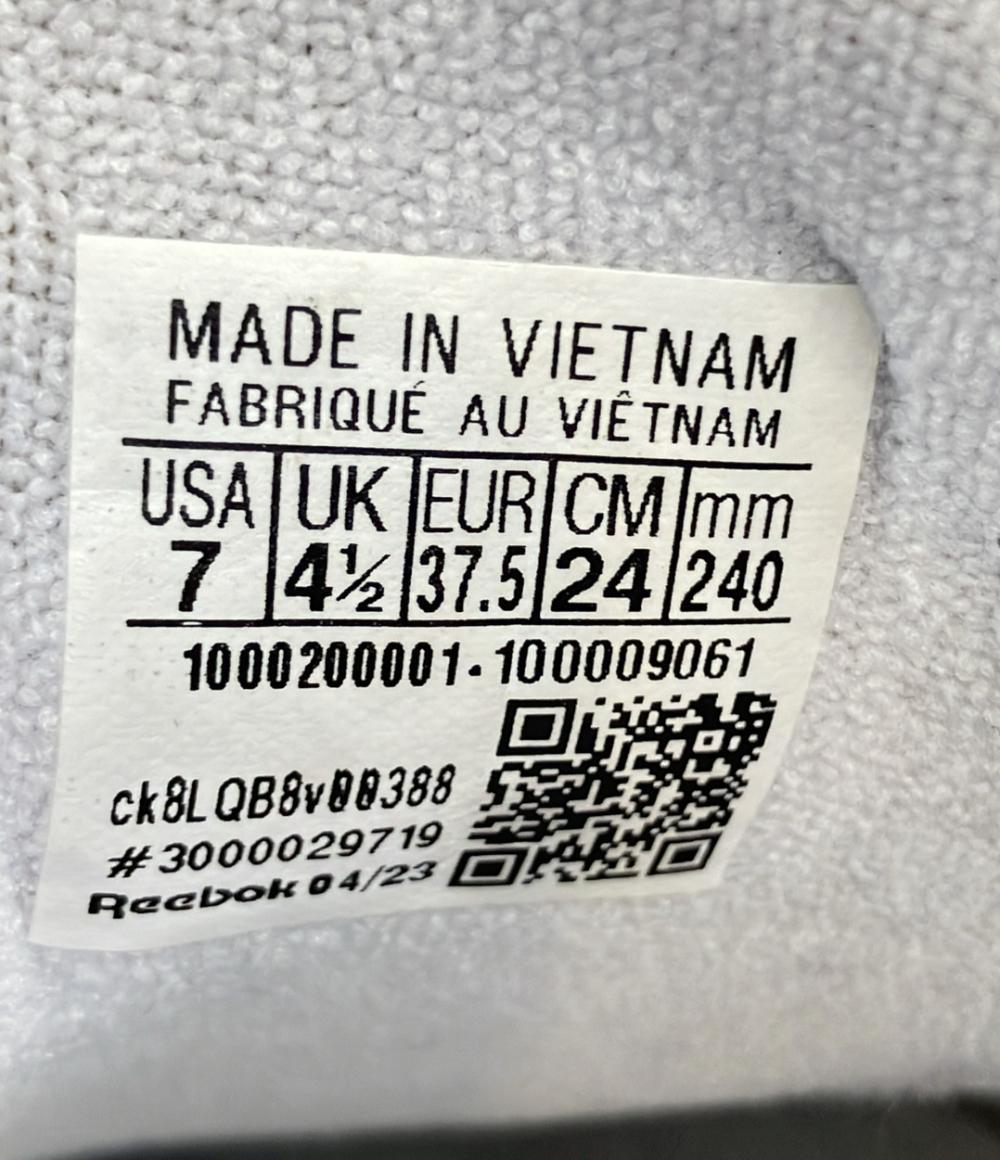 MADE IN VIETNAM
FABRIQUÉ AU VIÊTNAM
USA UK EUR CM mm
7 4½ 37.5 24 240
1000200001-100009061
ck8LQB8v00388
#3000029719
Reebok 04/23